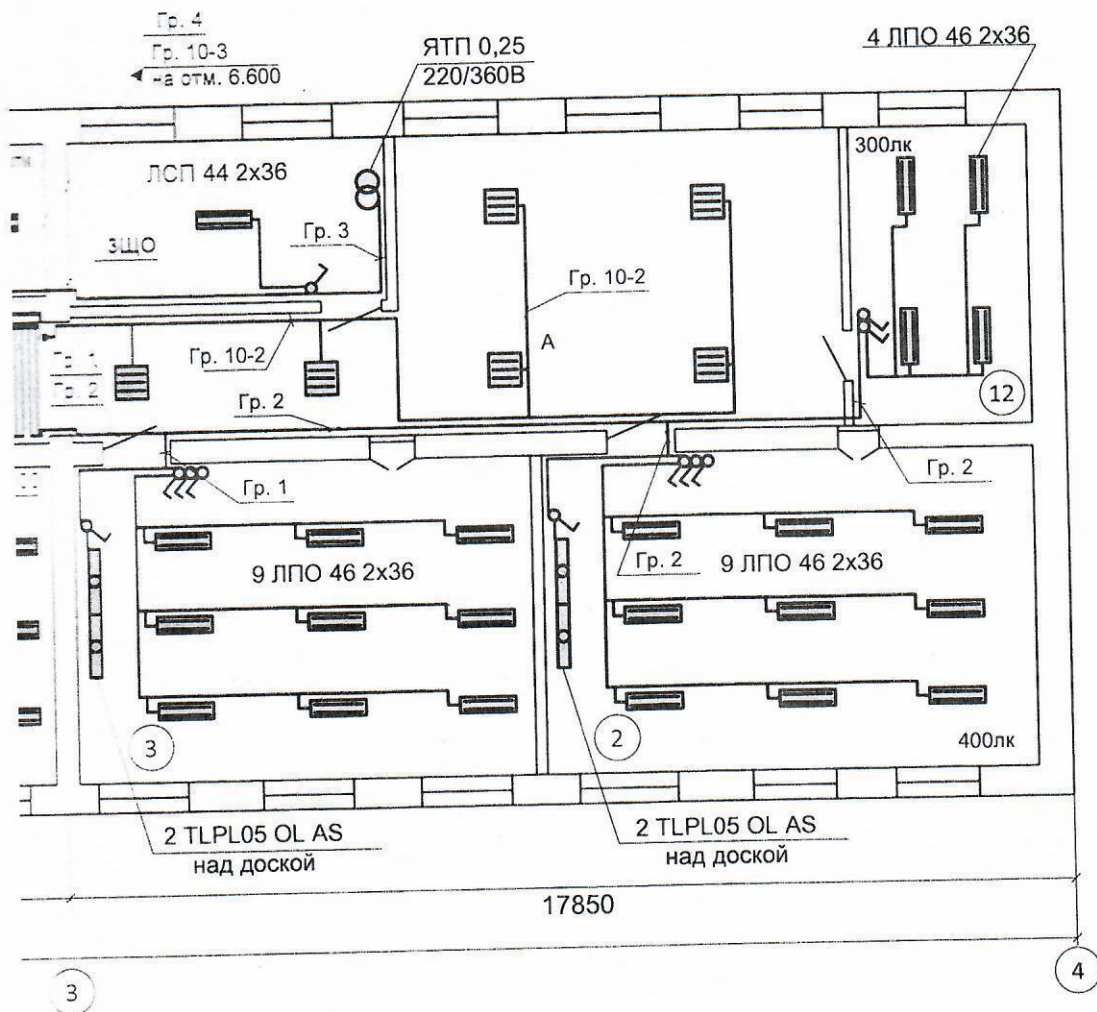 Гр. 4
Гр. 10-3
на отм. 6.600
ЯТП 0,25
220/360В
4 ЛПО 46 2х36
ЛСП 44 2х36
300лк
ЗЩО
Гр. 3
Гр. 10-2
А
Гр. 1
Гр. 2
Гр. 10-2
Гр. 2
12
Гр. 1
Гр. 2
Гр. 2
9 ЛПО 46 2х36
9 ЛПО 46 2х36
3
2
400лк
2 TLPL05 OL AS
над доской
2 TLPL05 OL AS
над доской
17850
3
4